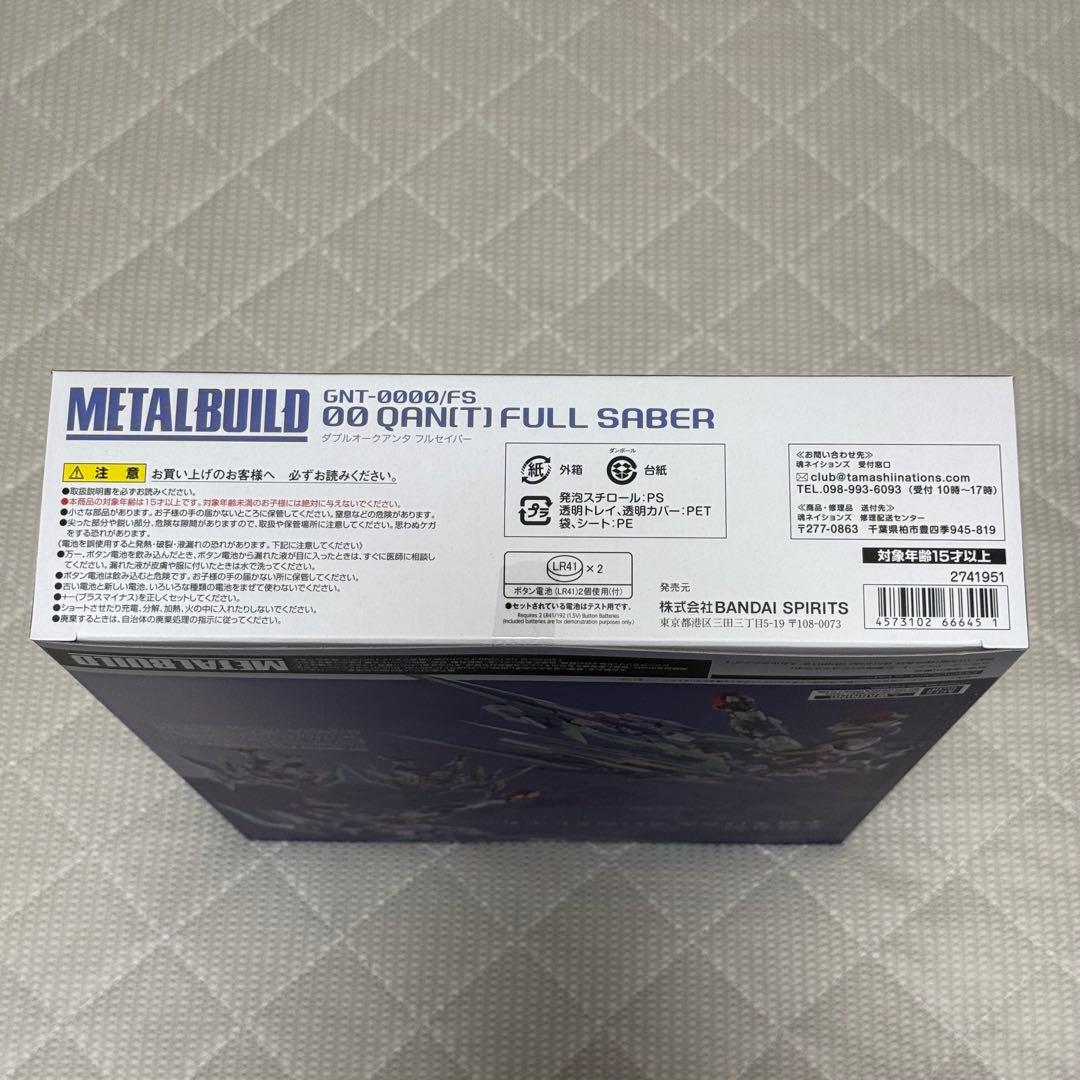 METAL BUILD
GNT-0000/FS
00 QAN[T] FULL SABER
ダブルオークアンタ フルセイバー
注意 お買い上げのお客様へ 必ずお読みください。
●取扱説明書を必ずお読みください。
●本商品の対象年齢は15才以上です。対象年齢未満のお子様には絶対に与えないでください。
●小さな部品があります。お子様の手の届かないところに保管してください。窒息などの危険があります。
●尖った部分や鋭い部分、危険な隙間がありますので、取扱や保管場所に注意してください。思わぬケガ
をする恐れがあります。
〈電池を誤使用すると発熱・破裂・液漏れの恐れがあります。下記に注意してください〉
●万一、ボタン電池を飲み込んだとき、ボタン電池から漏れた液が目に入ったときは、すぐに医師に相談し
てください。漏れた液が皮膚や服に付いたときは水で洗ってください。
●ボタン電池は飲み込むと危険です。お子様の手の届かない所に保管してください。
●古い電池と新しい電池、いろいろな種類の電池をまぜて使わないでください。
●+-(プラスマイナス)を正しくセットしてください。
●ショートさせたり充電、分解、加熱、火の中に入れたりしないでください。
●廃棄するときは、自治体の廃棄処理の指示に従ってください。
紙 外箱
ダンボール
台紙
プラ
発泡スチロール:PS
透明トレイ、透明カバー:PET
袋、シート:PE
LR41 ×2
ボタン電池(LR41)2個使用(付)
●セットされている電池はテスト用です。
Requires 2 LR41/192 (1.5V) Button Batteries
(Included batteries are for demonstration purposes only.)
≪お問い合わせ先≫
魂ネイションズ 受付窓口
club@tamashiinations.com
TEL.098-993-6093 (受付 10時〜17時)
≪商品・修理品 送付先≫
魂ネイションズ 修理配送センター
〒277-0863 千葉県柏市豊四季945-819
対象年齢15才以上
2741951
4573102 66645 1
発売元
株式会社BANDAI SPIRITS
東京都港区三田三丁目5-19 〒108-0073
METAL BUILD